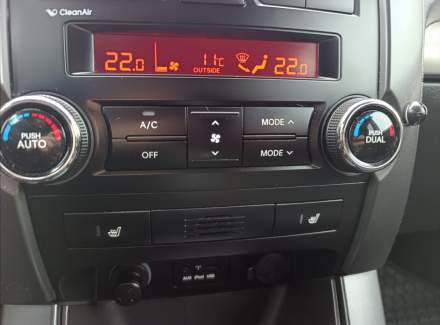 CleanAir
22.0
11°C
OUTSIDE
22.0
PUSH
AUTO
A/C
MODE
PUSH
DUAL
OFF
MODE
AUX iPod USB